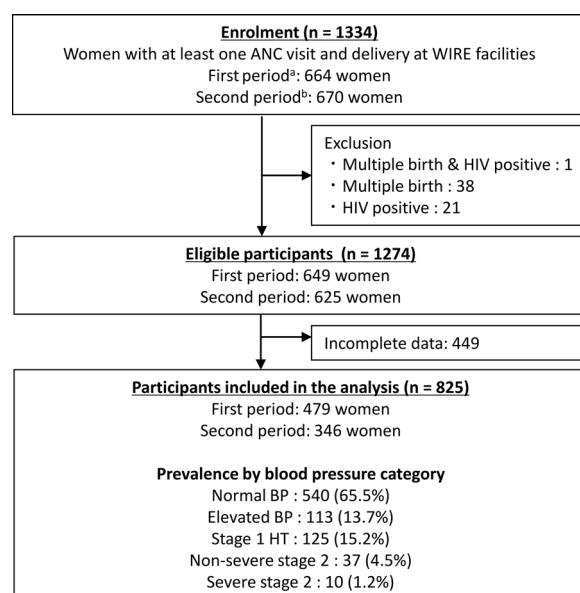 Enrolment (n = 1334)
Women with at least one ANC visit and delivery at WIRE facilities
First periodᵃ: 664 women
Second periodᵇ: 670 women
Exclusion
・Multiple birth & HIV positive : 1
・Multiple birth : 38
・HIV positive : 21
Eligible participants (n = 1274)
First period: 649 women
Second period: 625 women
Incomplete data: 449
Participants included in the analysis (n = 825)
First period: 479 women
Second period: 346 women
Prevalence by blood pressure category
Normal BP : 540 (65.5%)
Elevated BP : 113 (13.7%)
Stage 1 HT : 125 (15.2%)
Non-severe stage 2 : 37 (4.5%)
Severe stage 2 : 10 (1.2%)